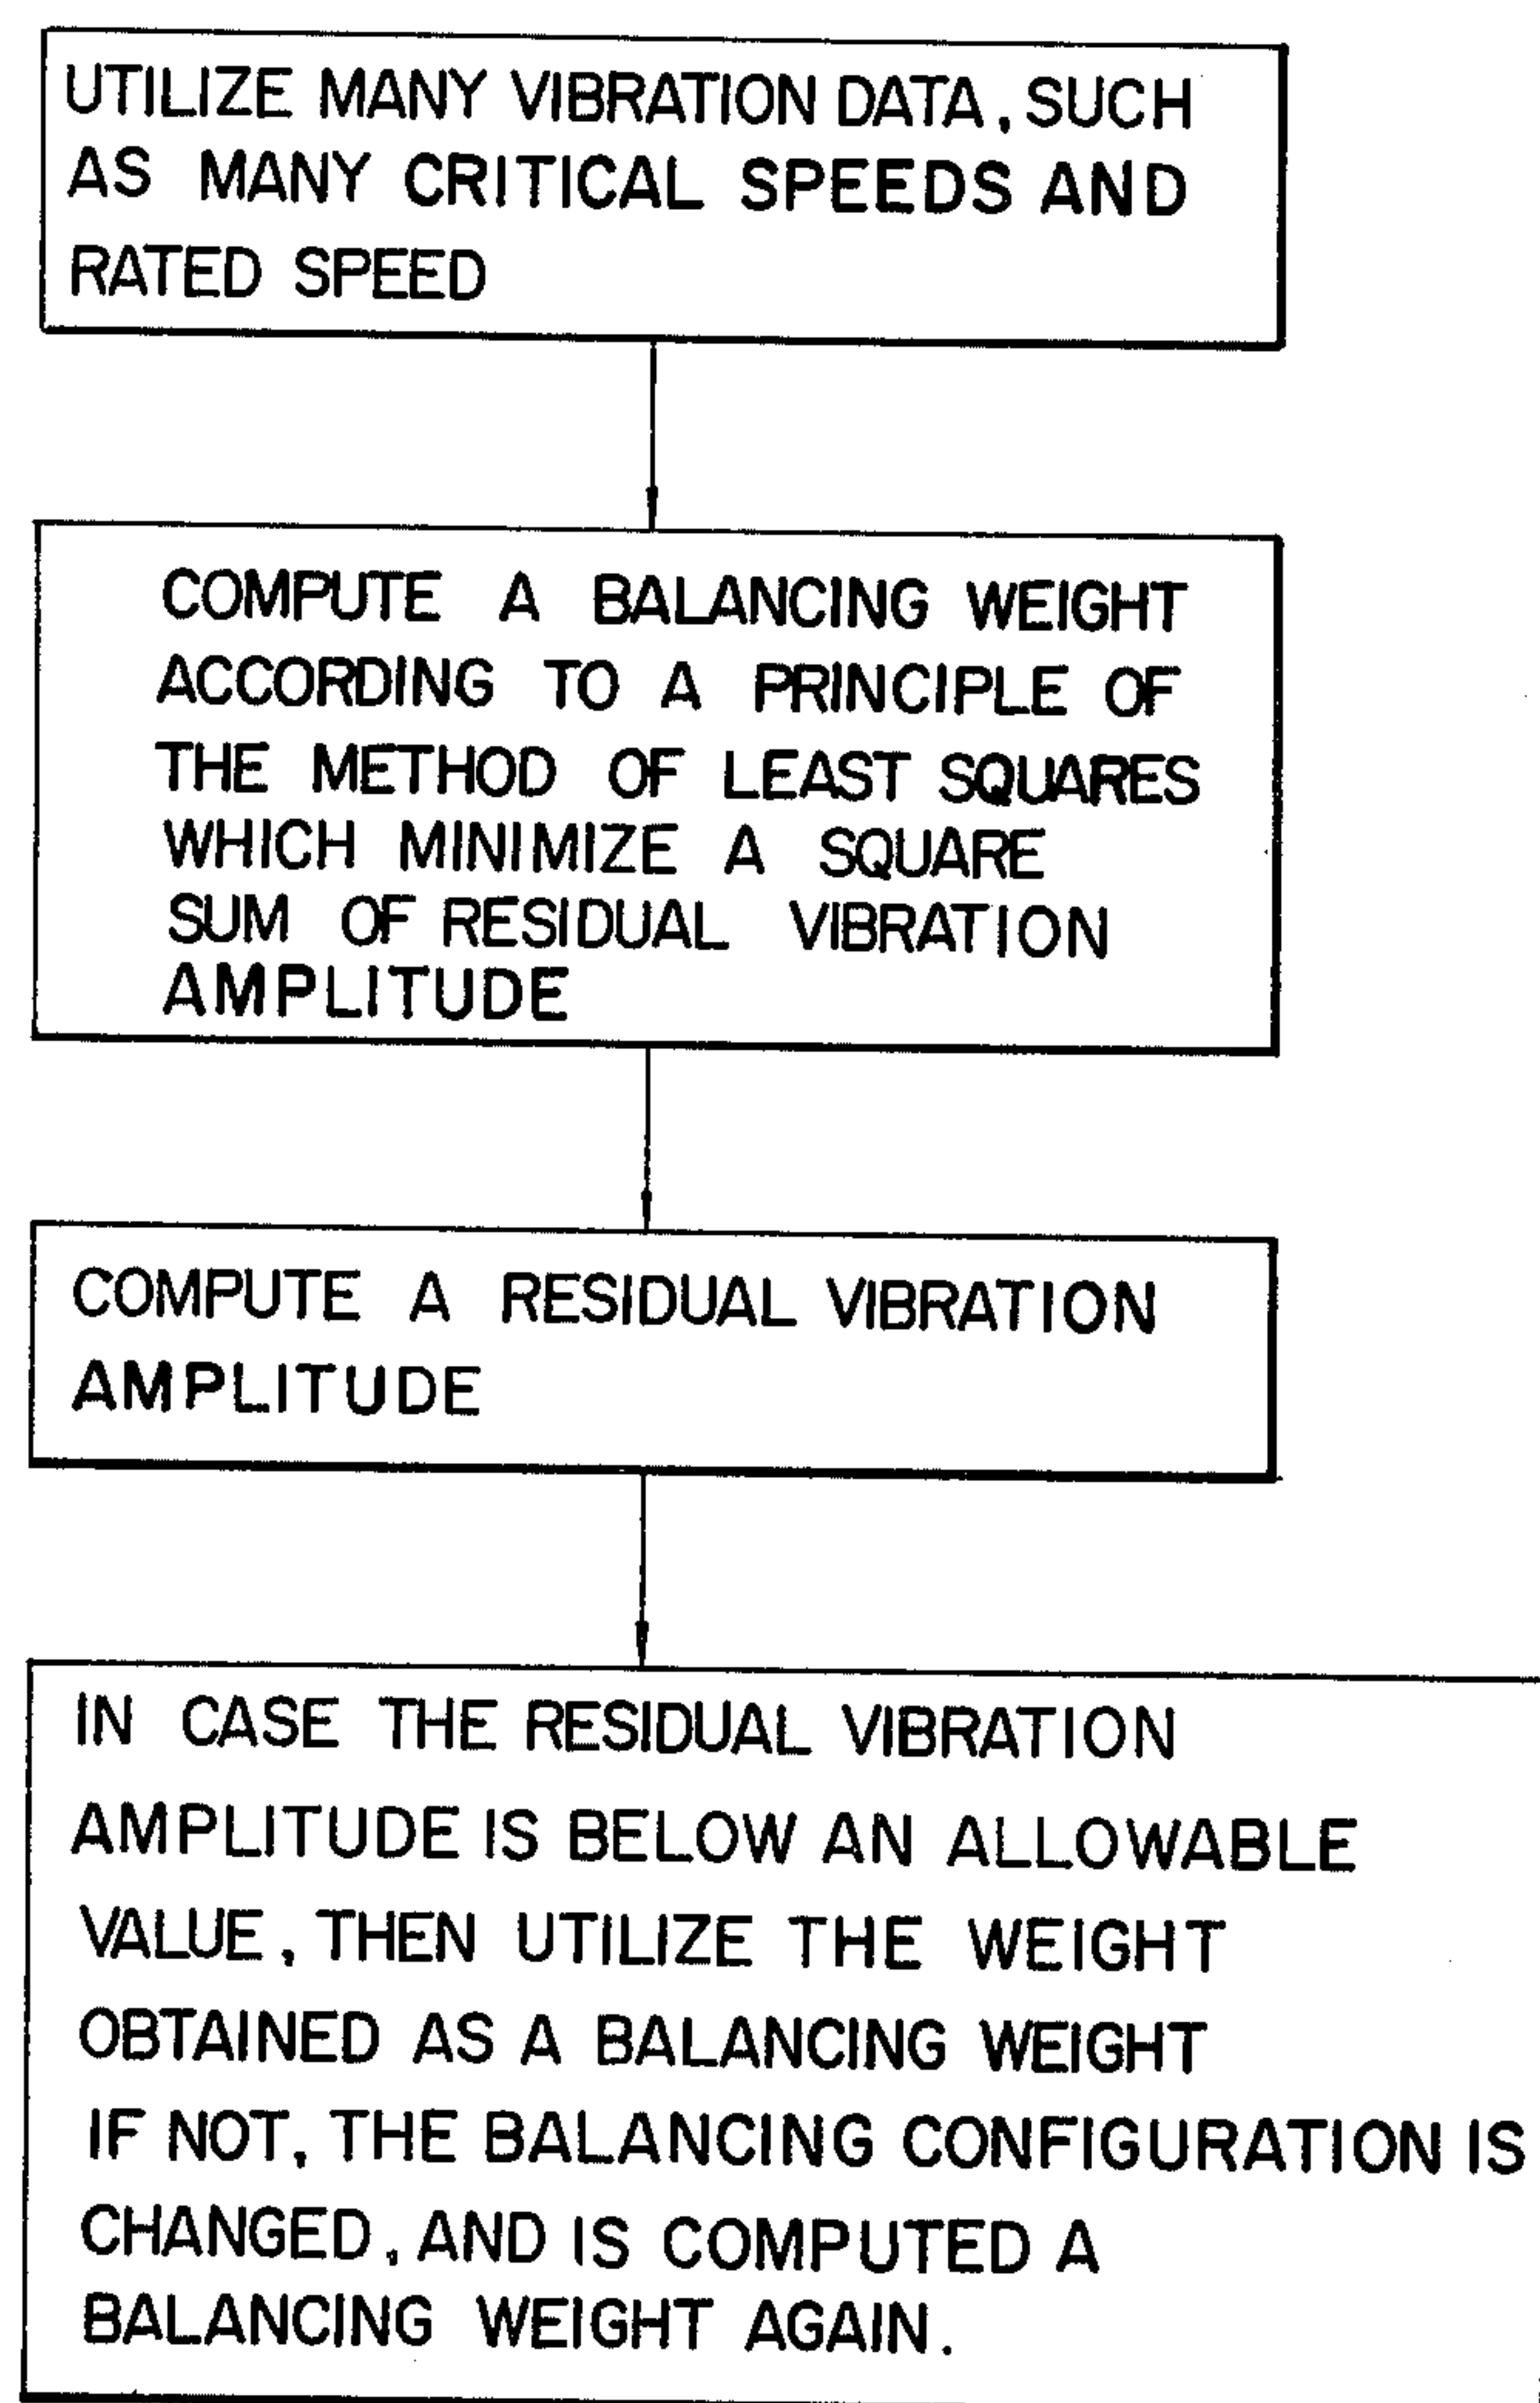 UTILIZE MANY VIBRATION DATA, SUCH
AS MANY CRITICAL SPEEDS AND
RATED SPEED
COMPUTE A BALANCING WEIGHT
ACCORDING TO A PRINCIPLE OF
THE METHOD OF LEAST SQUARES
WHICH MINIMIZE A SQUARE
SUM OF RESIDUAL VIBRATION
AMPLITUDE
COMPUTE A RESIDUAL VIBRATION
AMPLITUDE
IN CASE THE RESIDUAL VIBRATION
AMPLITUDE IS BELOW AN ALLOWABLE
VALUE, THEN UTILIZE THE WEIGHT
OBTAINED AS A BALANCING WEIGHT
IF NOT, THE BALANCING CONFIGURATION IS
CHANGED, AND IS COMPUTED A
BALANCING WEIGHT AGAIN.